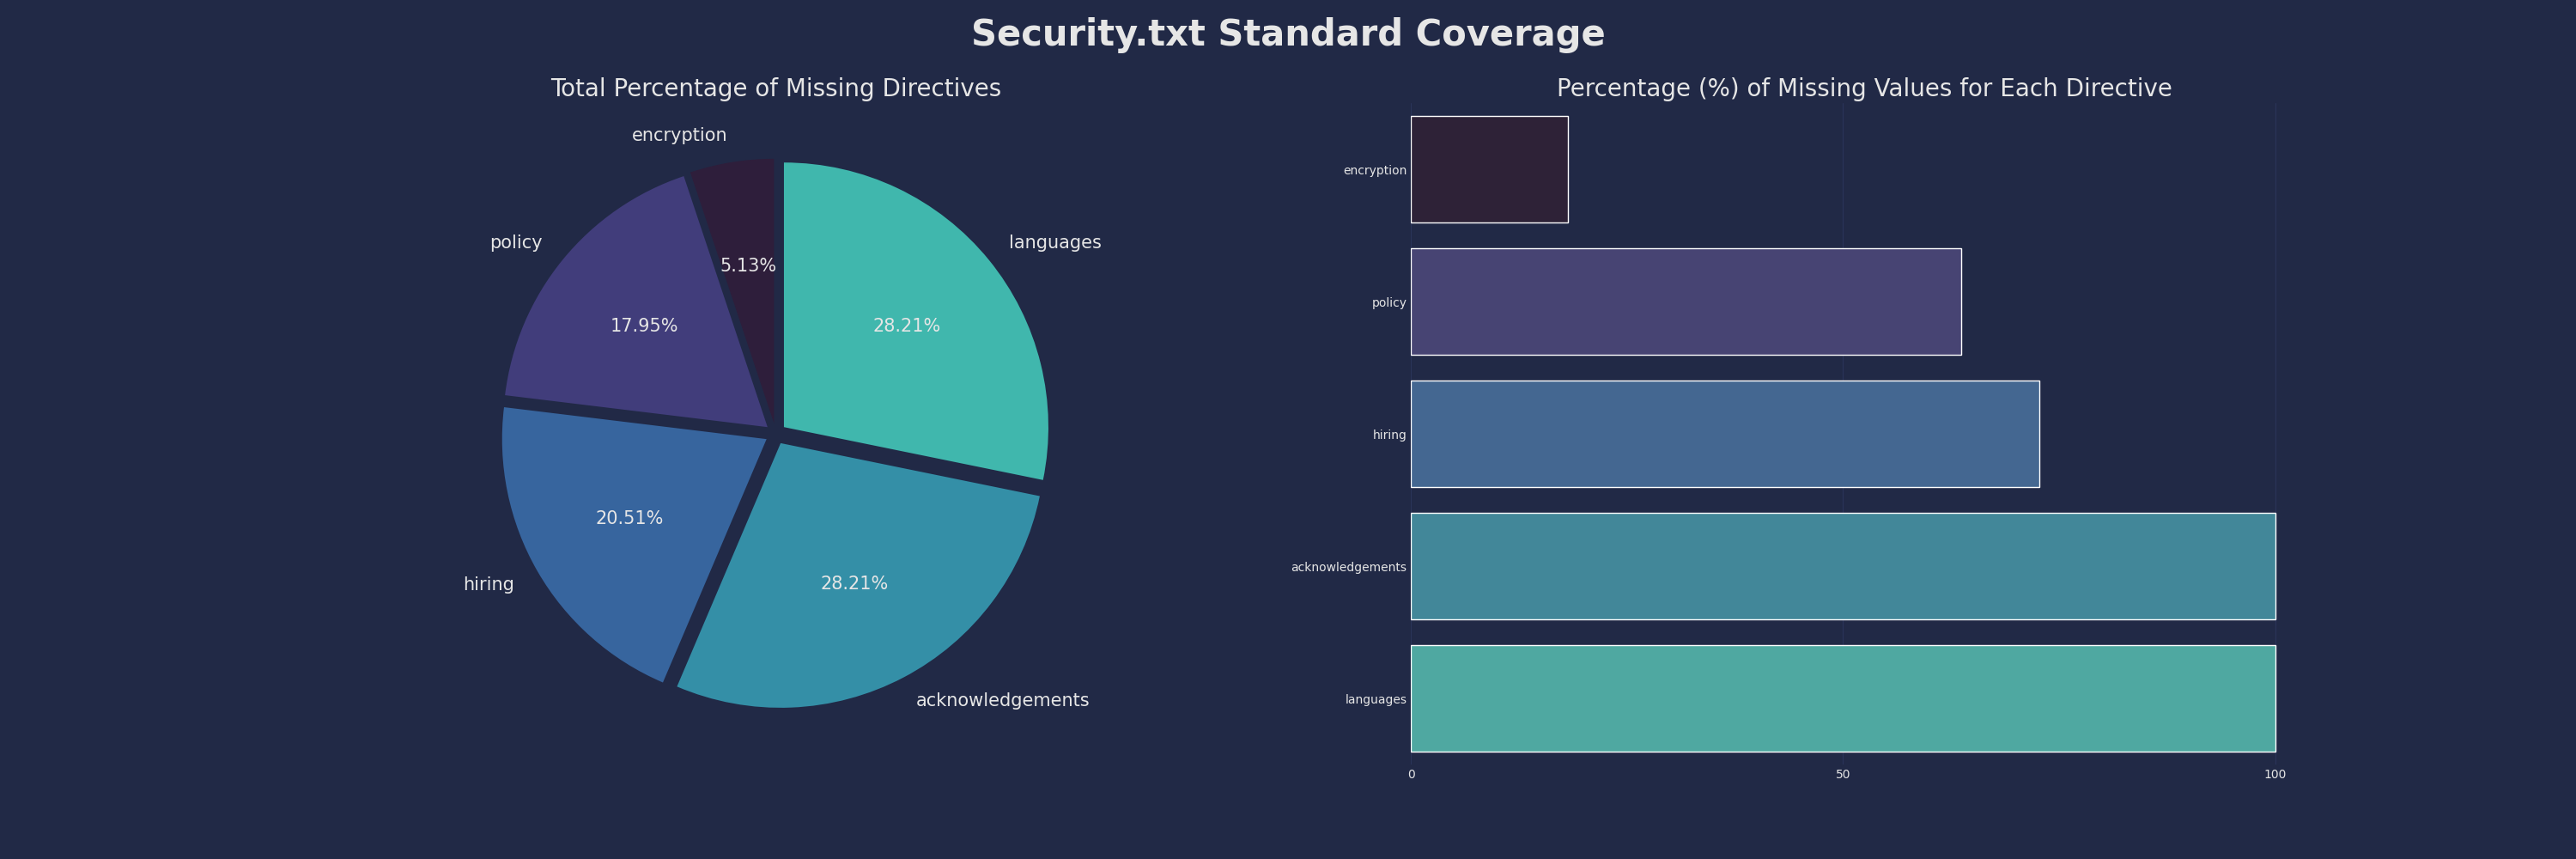 Security.txt Standard Coverage
Total Percentage of Missing Directives
encryption
policy
languages
5.13%
17.95%
28.21%
20.51%
28.21%
hiring
acknowledgements
Percentage (%) of Missing Values for Each Directive
encryption
policy
hiring
acknowledgements
languages
0
50
100